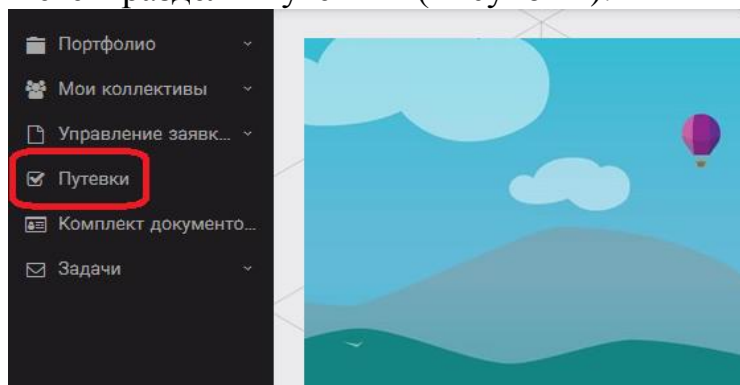 Портфолио
Мои коллективы
Управление заявк...
Путевки
Комплект документо...
Задачи